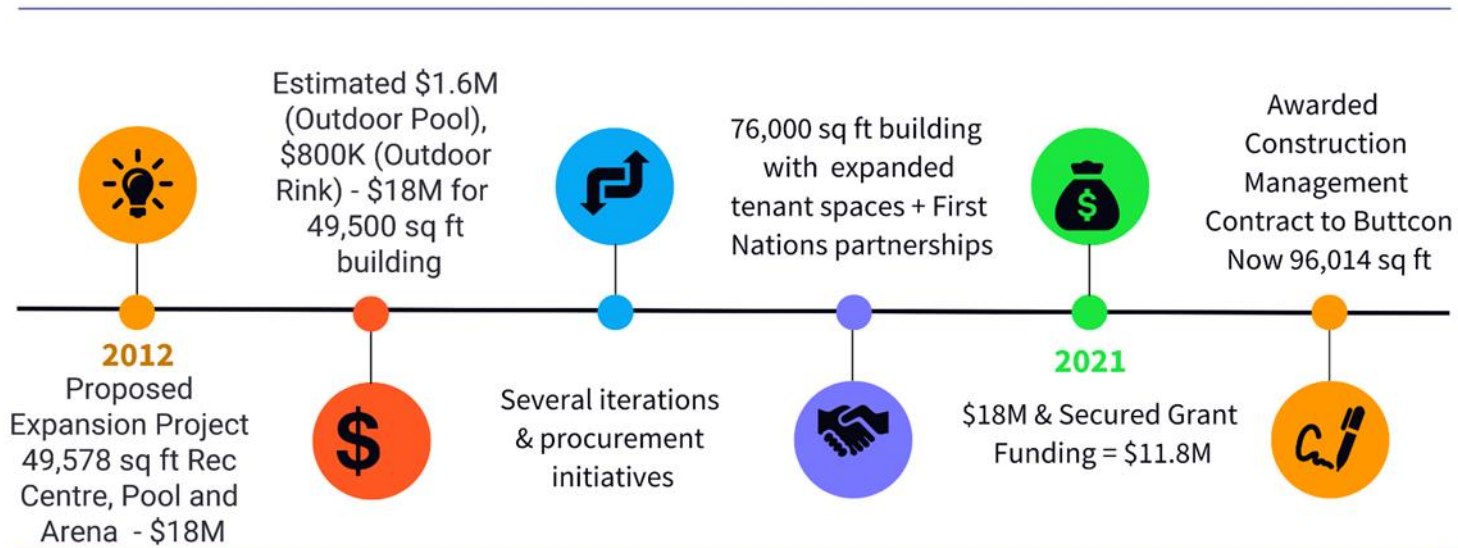 2012
Proposed
Expansion Project
49,578 sq ft Rec
Centre, Pool and
Arena - $18M
Estimated $1.6M
(Outdoor Pool),
$800K (Outdoor
Rink) - $18M for
49,500 sq ft
building
$
Several iterations
& procurement
initiatives
76,000 sq ft building
with expanded
tenant spaces + First
Nations partnerships
$
2021
$18M & Secured Grant
Funding = $11.8M
Awarded
Construction
Management
Contract to Buttcon
Now 96,014 sq ft